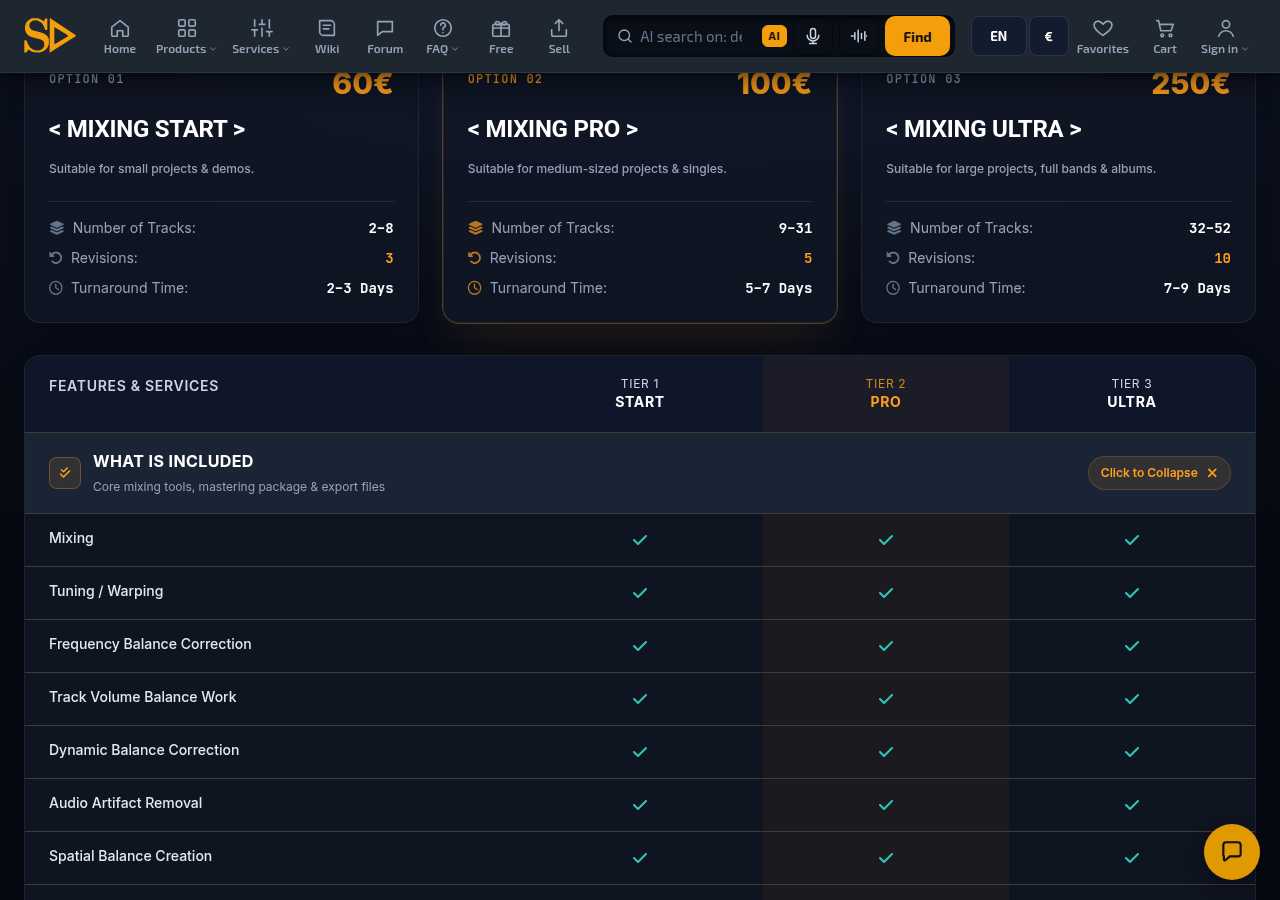 SD
Home
Products
Services
Wiki
Forum
FAQ
Free
Sell
AI search on: de
AI
Find
EN
€
Favorites
Cart
Sign in
OPTION 01
60€
< MIXING START >
Suitable for small projects & demos.
Number of Tracks: 2–8
Revisions: 3
Turnaround Time: 2–3 Days
OPTION 02
100€
< MIXING PRO >
Suitable for medium-sized projects & singles.
Number of Tracks: 9–31
Revisions: 5
Turnaround Time: 5–7 Days
OPTION 03
250€
< MIXING ULTRA >
Suitable for large projects, full bands & albums.
Number of Tracks: 32–52
Revisions: 10
Turnaround Time: 7–9 Days
FEATURES & SERVICES
TIER 1
START
TIER 2
PRO
TIER 3
ULTRA
WHAT IS INCLUDED
Core mixing tools, mastering package & export files
Click to Collapse
Mixing
Tuning / Warping
Frequency Balance Correction
Track Volume Balance Work
Dynamic Balance Correction
Audio Artifact Removal
Spatial Balance Creation